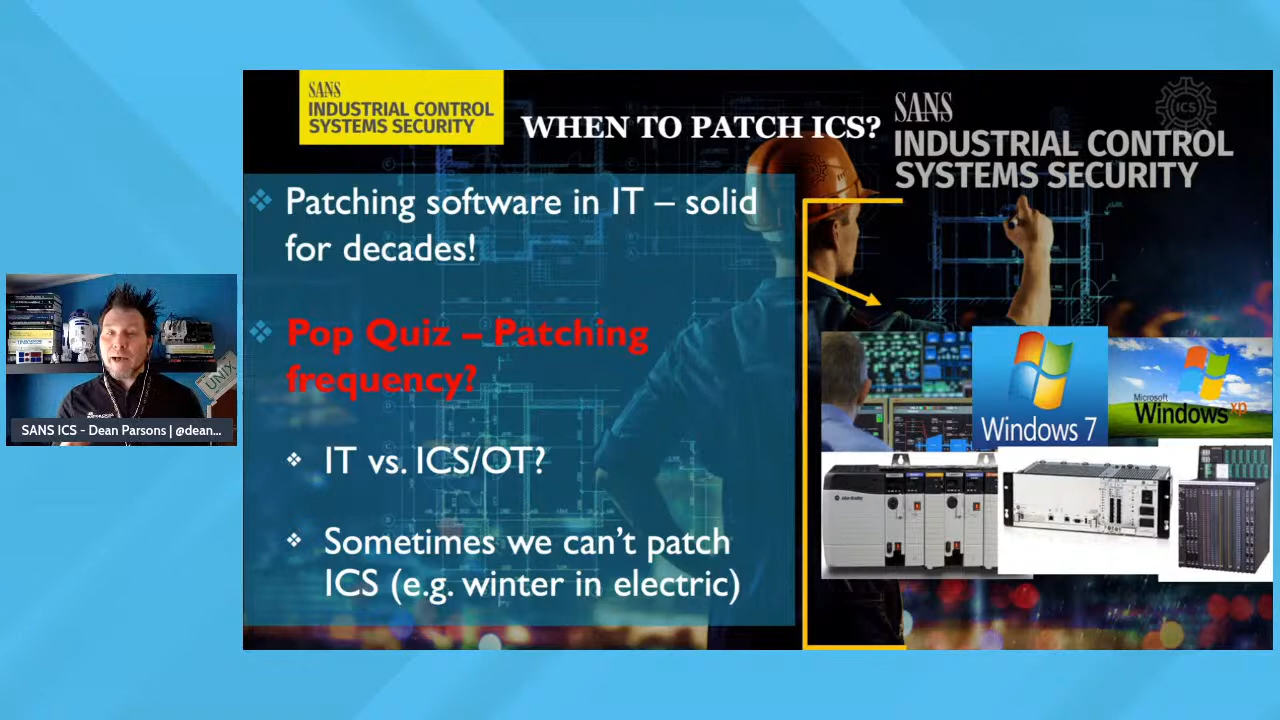 SANS
INDUSTRIAL CONTROL
SYSTEMS SECURITY
WHEN TO PATCH ICS?
SANS
ICS
INDUSTRIAL CONTROL
SYSTEMS SECURITY
Patching software in IT – solid
for decades!
Pop Quiz – Patching
frequency?
IT vs. ICS/OT?
Sometimes we can't patch
ICS (e.g. winter in electric)
Windows 7
Microsoft
Windows xp
Allen-Bradley
UNIX
SANS ICS - Dean Parsons | @dean...